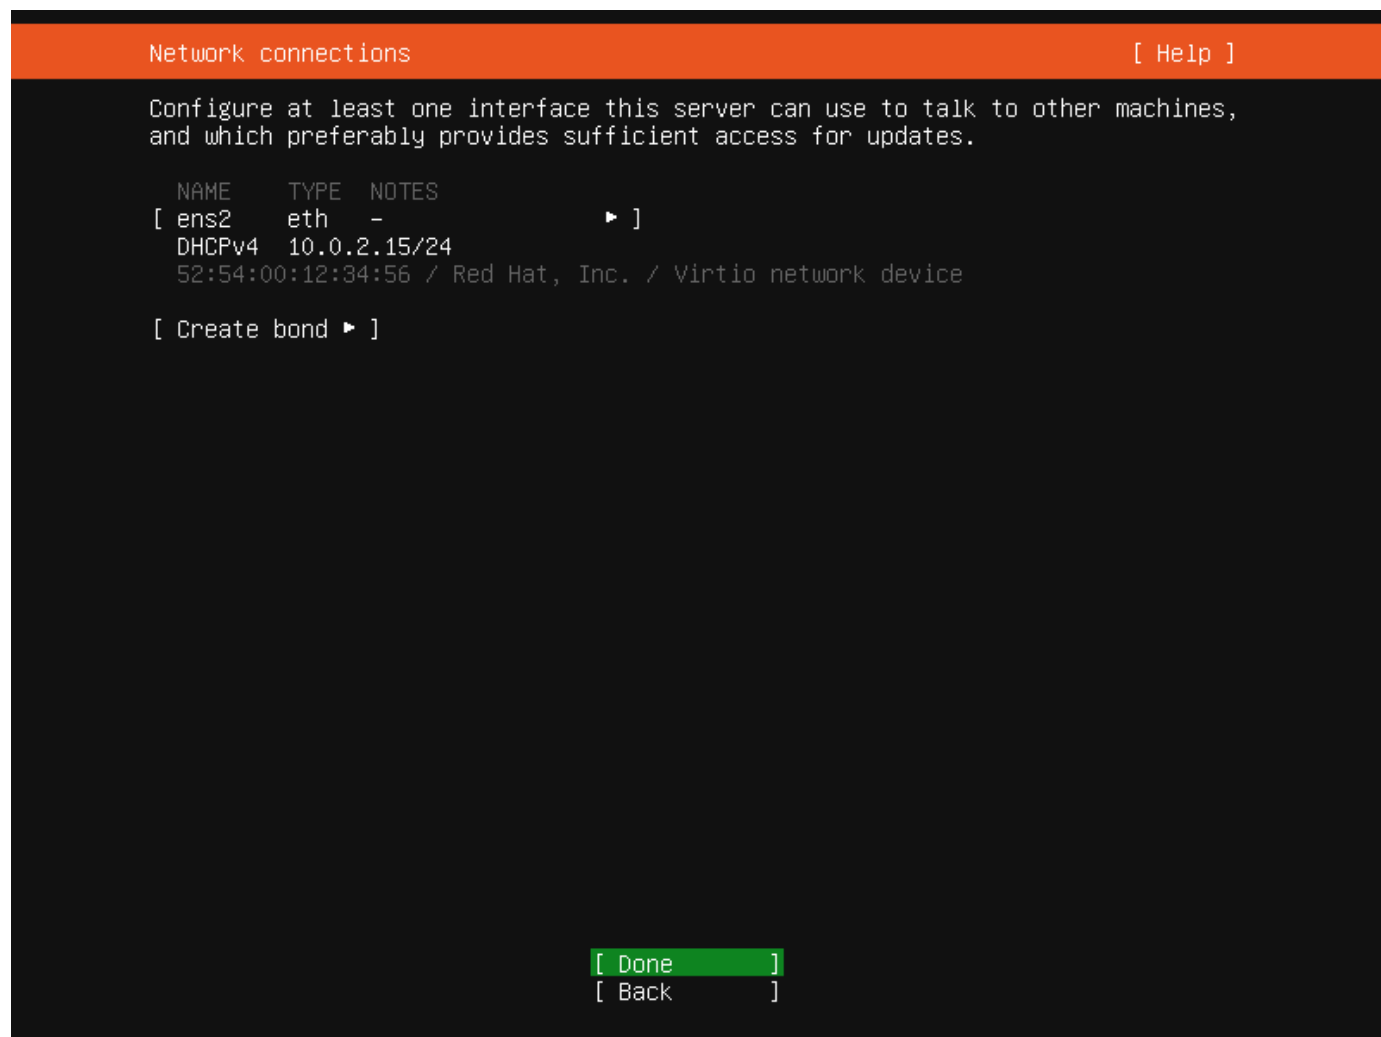 Network connections [ Help ]
Configure at least one interface this server can use to talk to other machines,
and which preferably provides sufficient access for updates.
NAME TYPE NOTES
[ ens2 eth - ▸ ]
DHCPv4 10.0.2.15/24
52:54:00:12:34:56 / Red Hat, Inc. / Virtio network device
[ Create bond ▸ ]
[ Done ]
[ Back ]